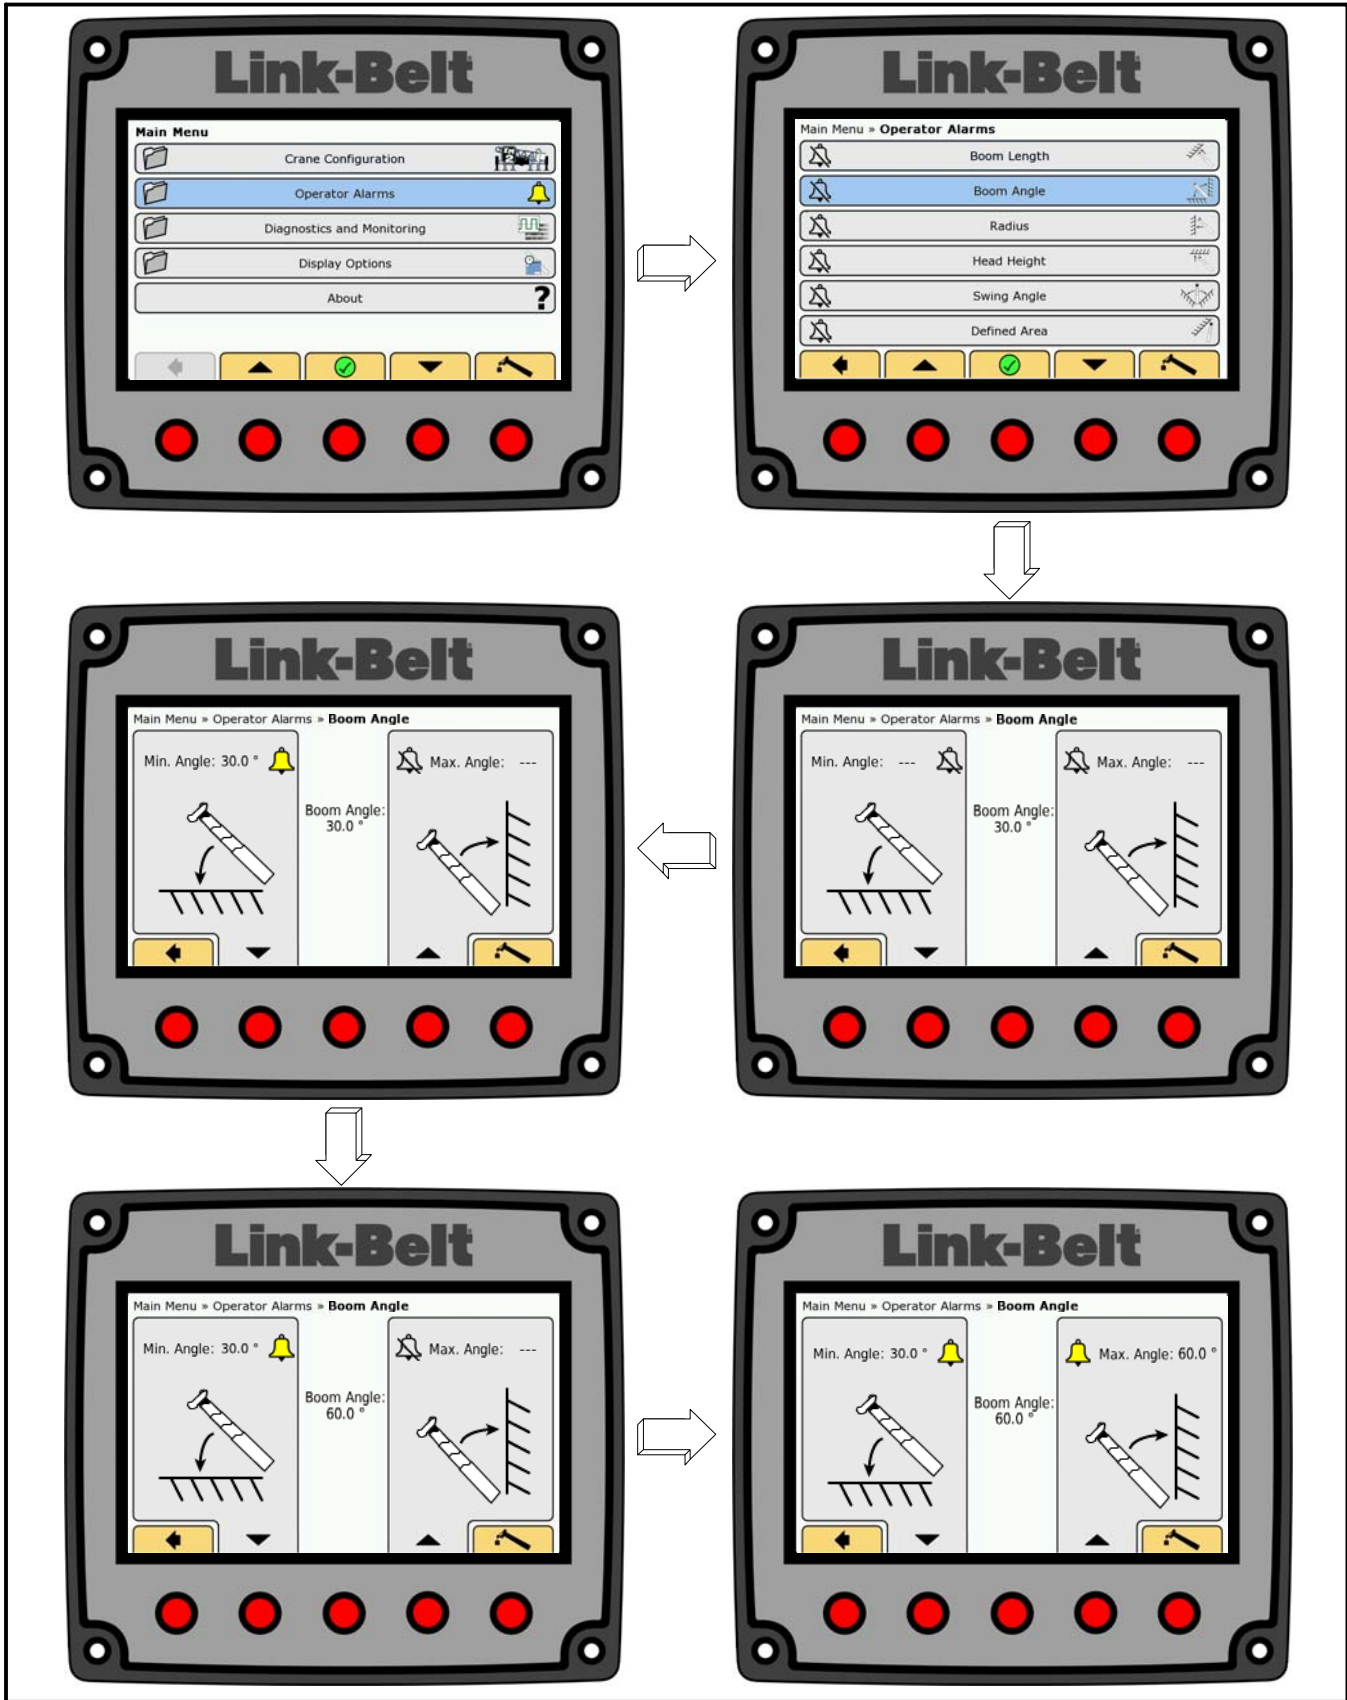 Link-Belt
Main Menu
Crane Configuration
Operator Alarms
Diagnostics and Monitoring
Display Options
About
?
Link-Belt
Main Menu » Operator Alarms
Boom Length
Boom Angle
Radius
Head Height
Swing Angle
Defined Area
Link-Belt
Main Menu » Operator Alarms » Boom Angle
Min. Angle: 30.0 °
Max. Angle: ---
Boom Angle:
30.0 °
Link-Belt
Main Menu » Operator Alarms » Boom Angle
Min. Angle: ---
Max. Angle: ---
Boom Angle:
30.0 °
Link-Belt
Main Menu » Operator Alarms » Boom Angle
Min. Angle: 30.0 °
Max. Angle: ---
Boom Angle:
60.0 °
Link-Belt
Main Menu » Operator Alarms » Boom Angle
Min. Angle: 30.0 °
Max. Angle: 60.0 °
Boom Angle:
60.0 °